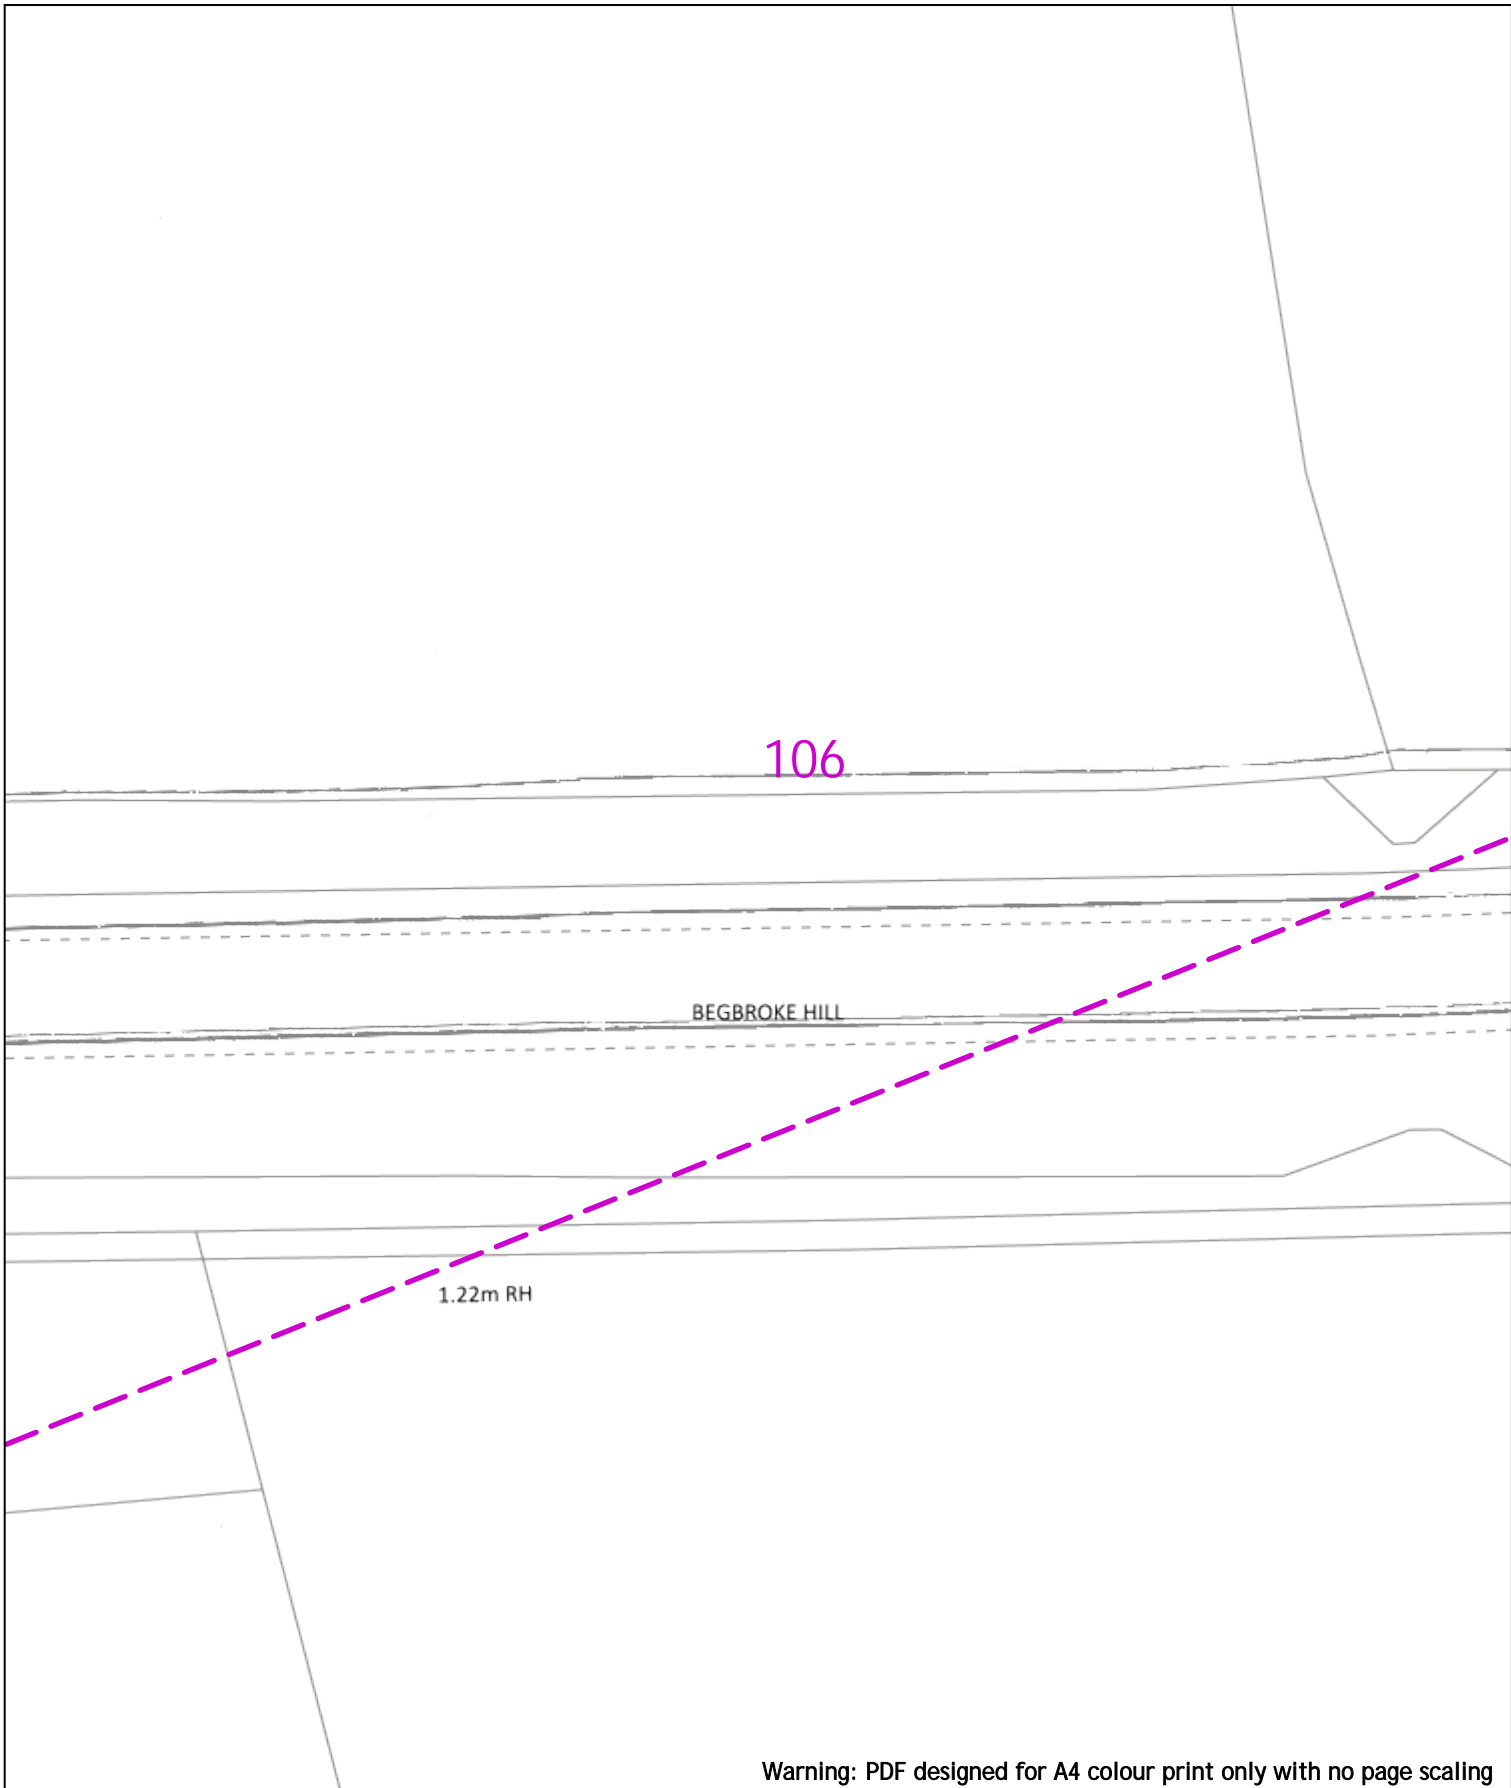 106
BEGBROKE HILL
1.22m RH
Warning: PDF designed for A4 colour print only with no page scaling